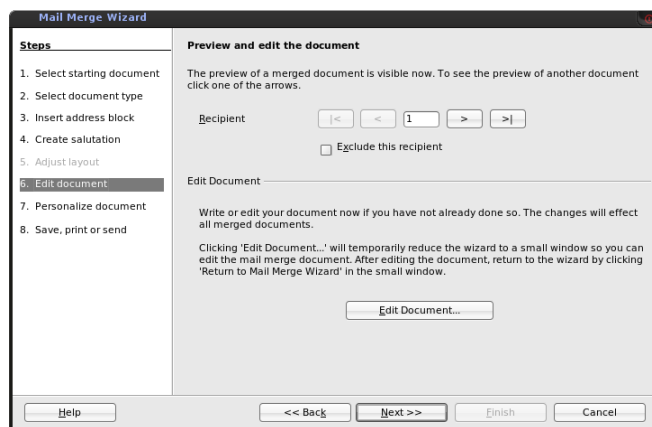 Mail Merge Wizard
Steps
1. Select starting document
2. Select document type
3. Insert address block
4. Create salutation
5. Adjust layout
6. Edit document
7. Personalize document
8. Save, print or send
Preview and edit the document
The preview of a merged document is visible now. To see the preview of another document
click one of the arrows.
Recipient |< < 1 > >|
Exclude this recipient
Edit Document
Write or edit your document now if you have not already done so. The changes will effect
all merged documents.
Clicking 'Edit Document...' will temporarily reduce the wizard to a small window so you can
edit the mail merge document. After editing the document, return to the wizard by clicking
'Return to Mail Merge Wizard' in the small window.
Edit Document...
Help << Back Next >> Finish Cancel